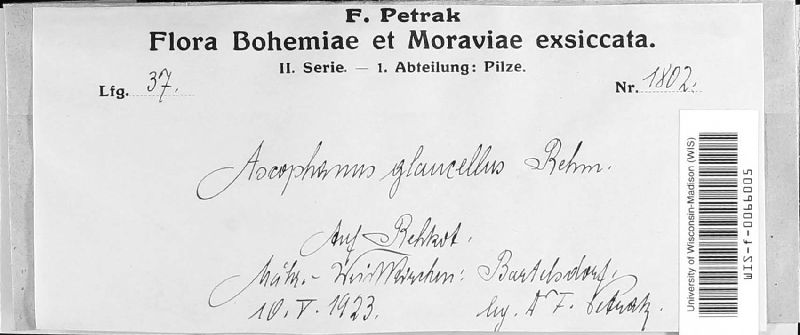 F. Petrak
Flora Bohemiae et Moraviae exsiccata.
II. Serie. — 1. Abteilung: Pilze.
Lfg. 37. Nr. 1802.
Ascophanus glaucellus Rehm.
Auf Rehkot.
Mähr.-Weisskirchen: Bartelsdorf.
10. V. 1923. leg. Dr F. Petrak.
University of Wisconsin-Madison (WIS)
WIS-f-0066005